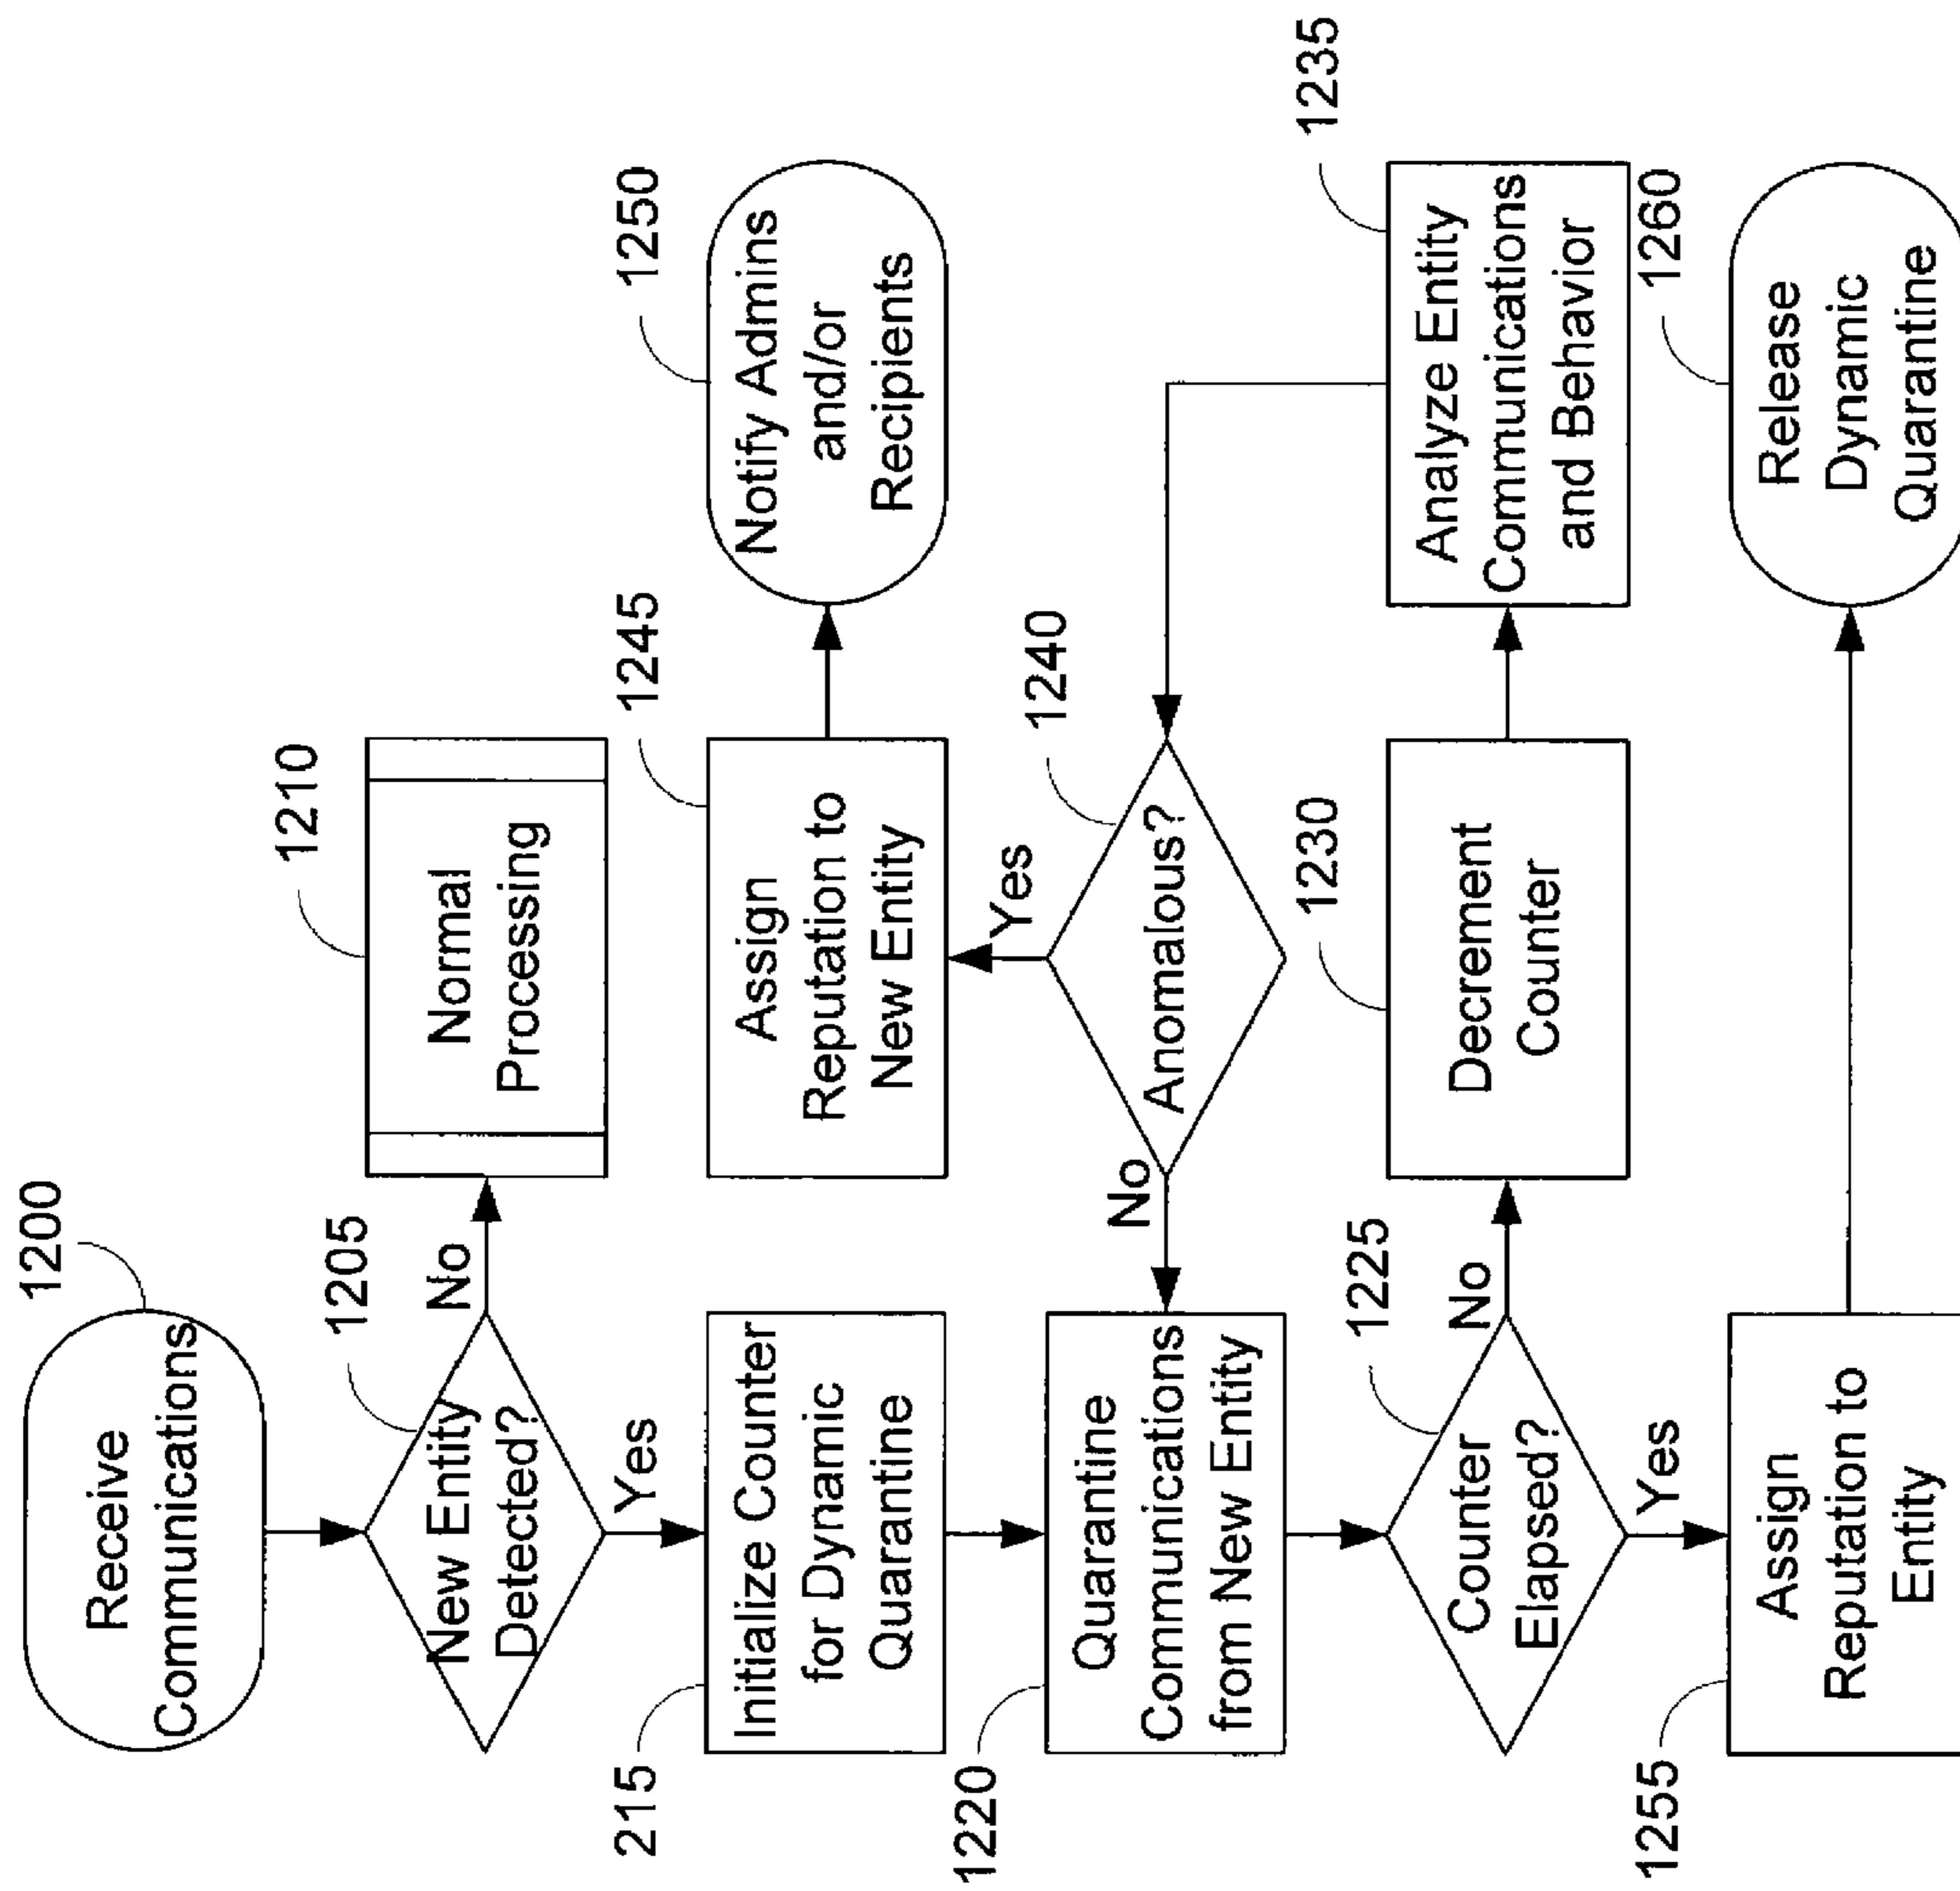 1200
Receive
Communications
1205
New Entity
Detected?
No
1210
Normal
Processing
Yes
215
Initialize Counter
for Dynamic
Quarantine
1245
Assign
Reputation to
New Entity
1250
Notify Admins
and/or
Recipients
1220
Quarantine
Communications
from New Entity
No
1240
Anomalous?
Yes
1225
Counter
Elapsed?
No
1230
Decrement
Counter
1235
Analyze Entity
Communications
and Behavior
Yes
1255
Assign
Reputation to
Entity
1260
Release
Dynamic
Quarantine